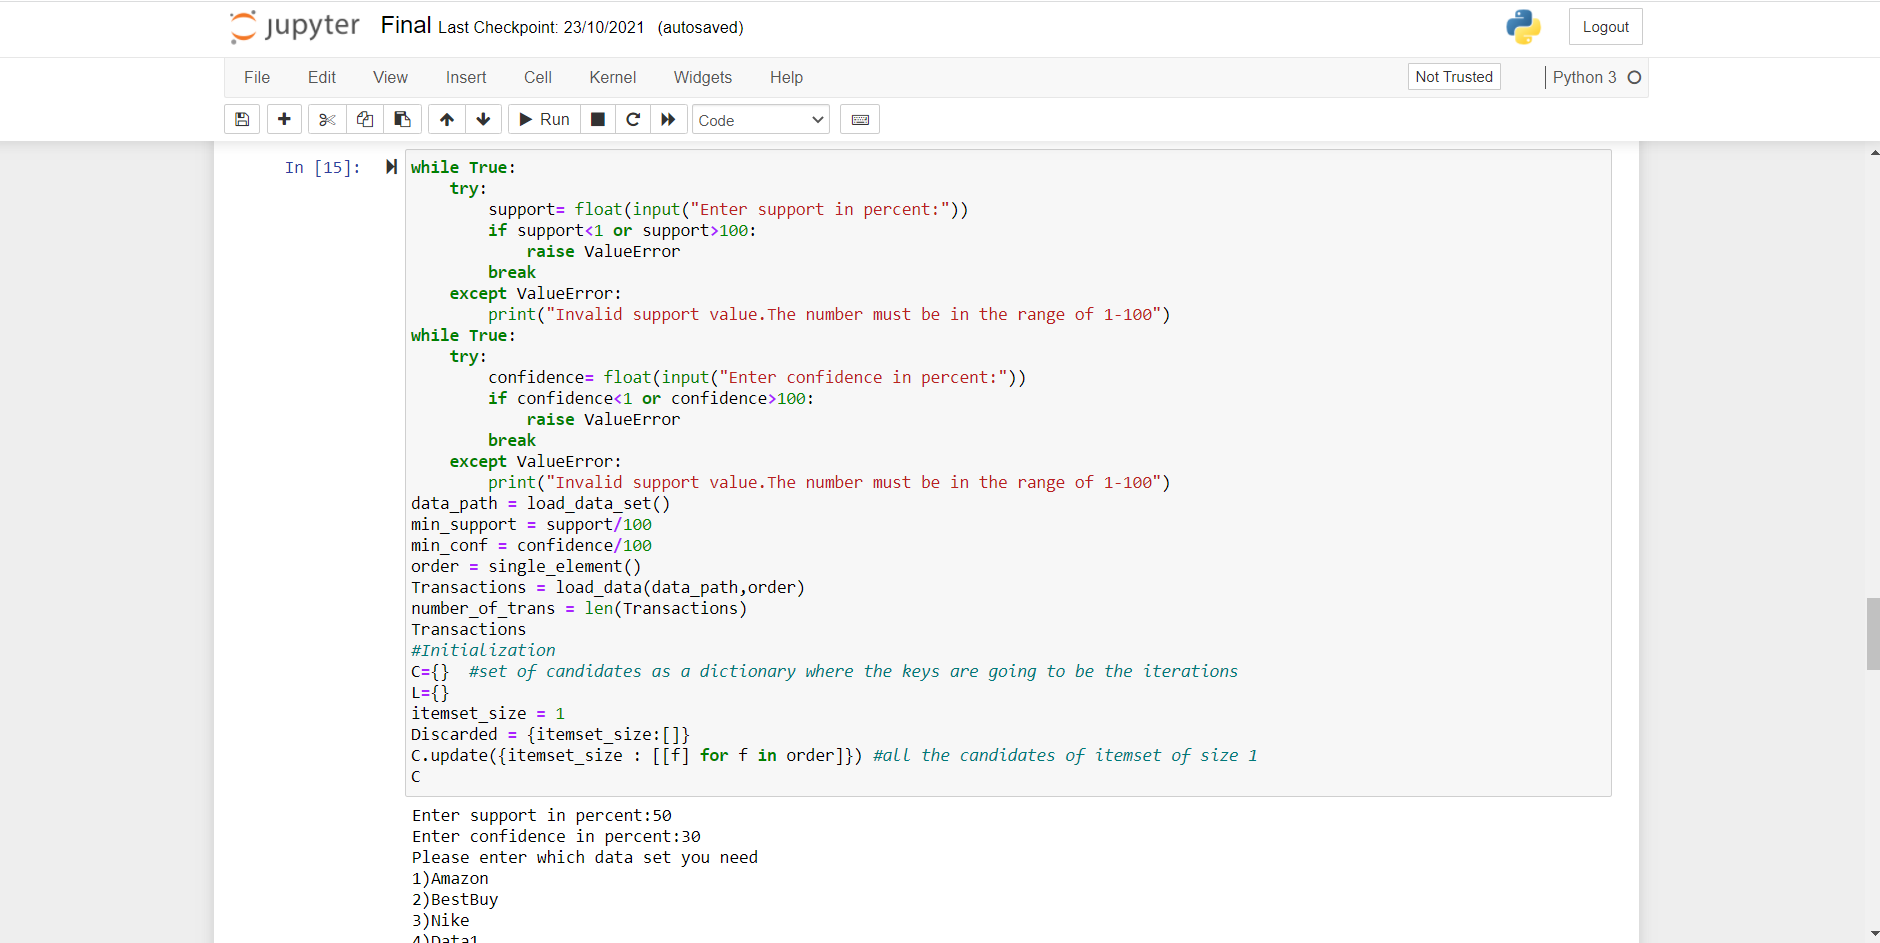 jupyter Final Last Checkpoint: 23/10/2021 (autosaved)
Logout
File Edit View Insert Cell Kernel Widgets Help
Not Trusted
Python 3
Run
Code
In [15]:
while True:
    try:
        support= float(input("Enter support in percent:"))
        if support<1 or support>100:
            raise ValueError
        break
    except ValueError:
        print("Invalid support value.The number must be in the range of 1-100")
while True:
    try:
        confidence= float(input("Enter confidence in percent:"))
        if confidence<1 or confidence>100:
            raise ValueError
        break
    except ValueError:
        print("Invalid support value.The number must be in the range of 1-100")
data_path = load_data_set()
min_support = support/100
min_conf = confidence/100
order = single_element()
Transactions = load_data(data_path,order)
number_of_trans = len(Transactions)
Transactions
#Initialization
C={}  #set of candidates as a dictionary where the keys are going to be the iterations
L={}
itemset_size = 1
Discarded = {itemset_size:[]}
C.update({itemset_size : [[f] for f in order]}) #all the candidates of itemset of size 1
C
Enter support in percent:50
Enter confidence in percent:30
Please enter which data set you need
1)Amazon
2)BestBuy
3)Nike
4)Data1